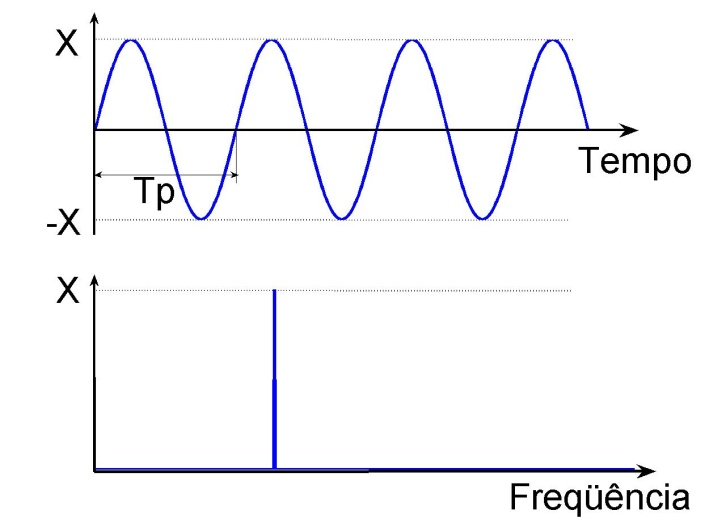 X
Tempo
Tp
-X
X
Freqüência